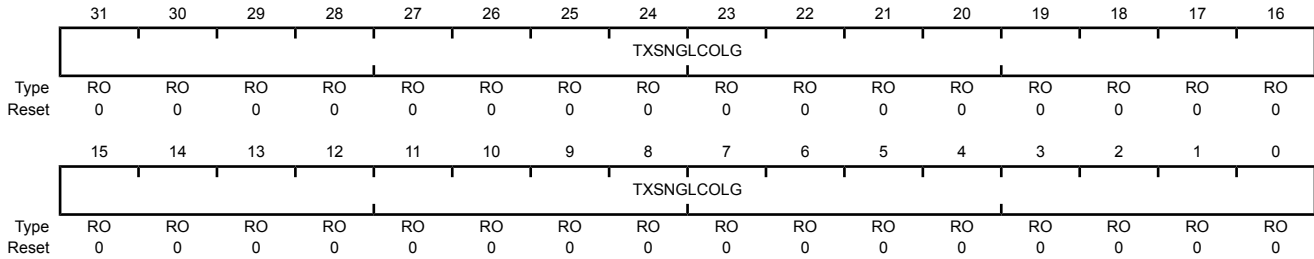 31 30 29 28 27 26 25 24 23 22 21 20 19 18 17 16
TXSNGLCOLG
Type RO RO RO RO RO RO RO RO RO RO RO RO RO RO RO RO
Reset 0 0 0 0 0 0 0 0 0 0 0 0 0 0 0 0
15 14 13 12 11 10 9 8 7 6 5 4 3 2 1 0
TXSNGLCOLG
Type RO RO RO RO RO RO RO RO RO RO RO RO RO RO RO RO
Reset 0 0 0 0 0 0 0 0 0 0 0 0 0 0 0 0